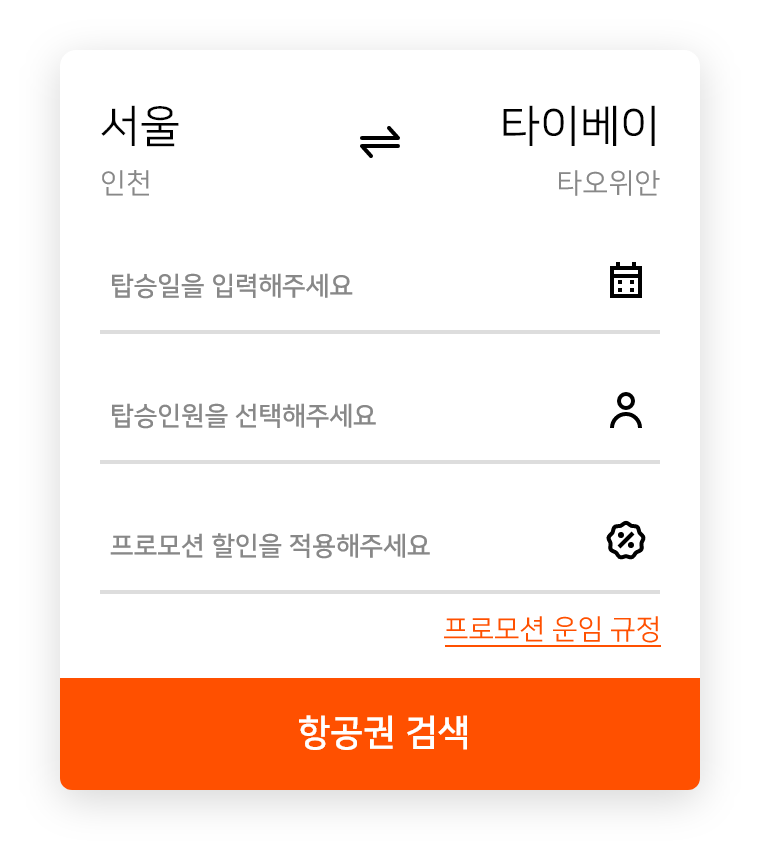 서울
타이베이
인천
타오위안
탑승일을 입력해주세요
탑승인원을 선택해주세요
프로모션 할인을 적용해주세요
프로모션 운임 규정
항공권 검색